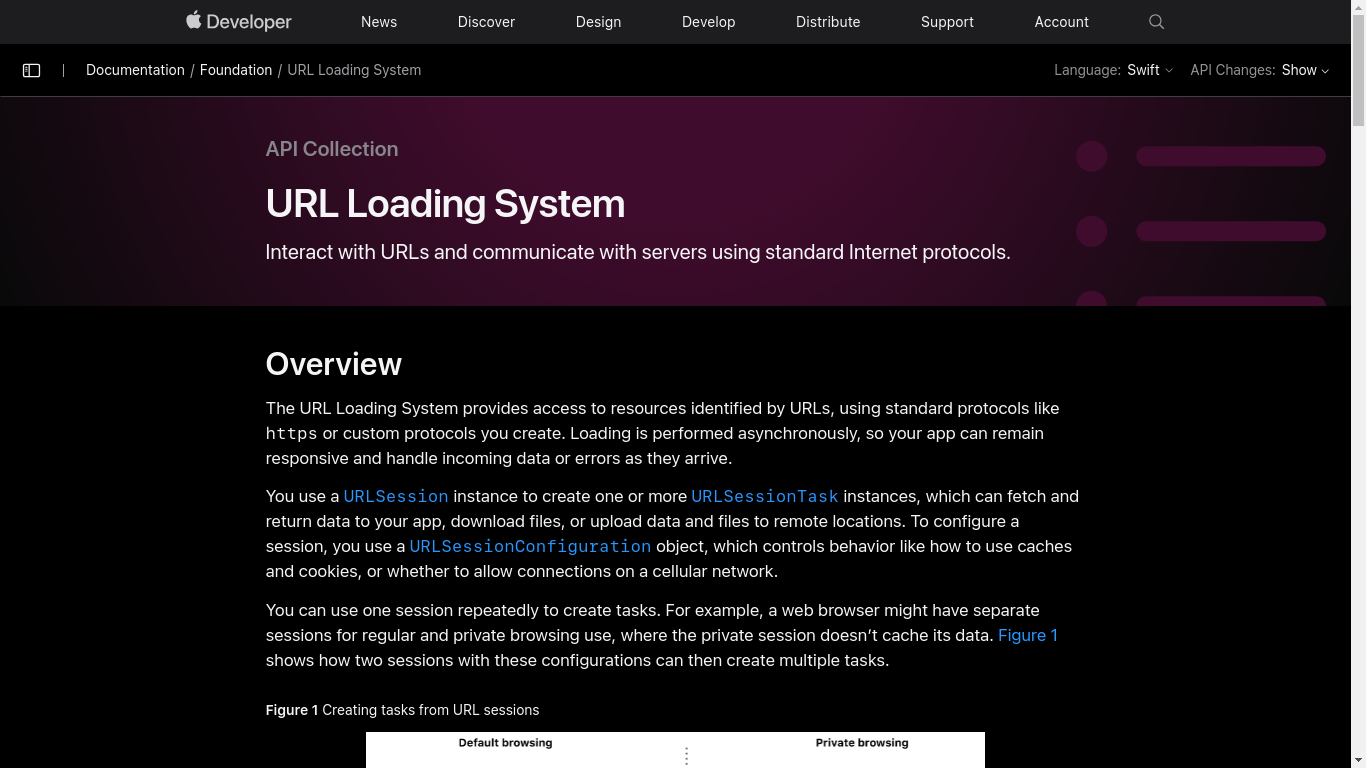 Developer
News
Discover
Design
Develop
Distribute
Support
Account
Documentation / Foundation / URL Loading System
Language: Swift
API Changes: Show
API Collection
URL Loading System
Interact with URLs and communicate with servers using standard Internet protocols.
Overview
The URL Loading System provides access to resources identified by URLs, using standard protocols like
https or custom protocols you create. Loading is performed asynchronously, so your app can remain
responsive and handle incoming data or errors as they arrive.
You use a URLSession instance to create one or more URLSessionTask instances, which can fetch and
return data to your app, download files, or upload data and files to remote locations. To configure a
session, you use a URLSessionConfiguration object, which controls behavior like how to use caches
and cookies, or whether to allow connections on a cellular network.
You can use one session repeatedly to create tasks. For example, a web browser might have separate
sessions for regular and private browsing use, where the private session doesn’t cache its data. Figure 1
shows how two sessions with these configurations can then create multiple tasks.
Figure 1 Creating tasks from URL sessions
Default browsing
Private browsing